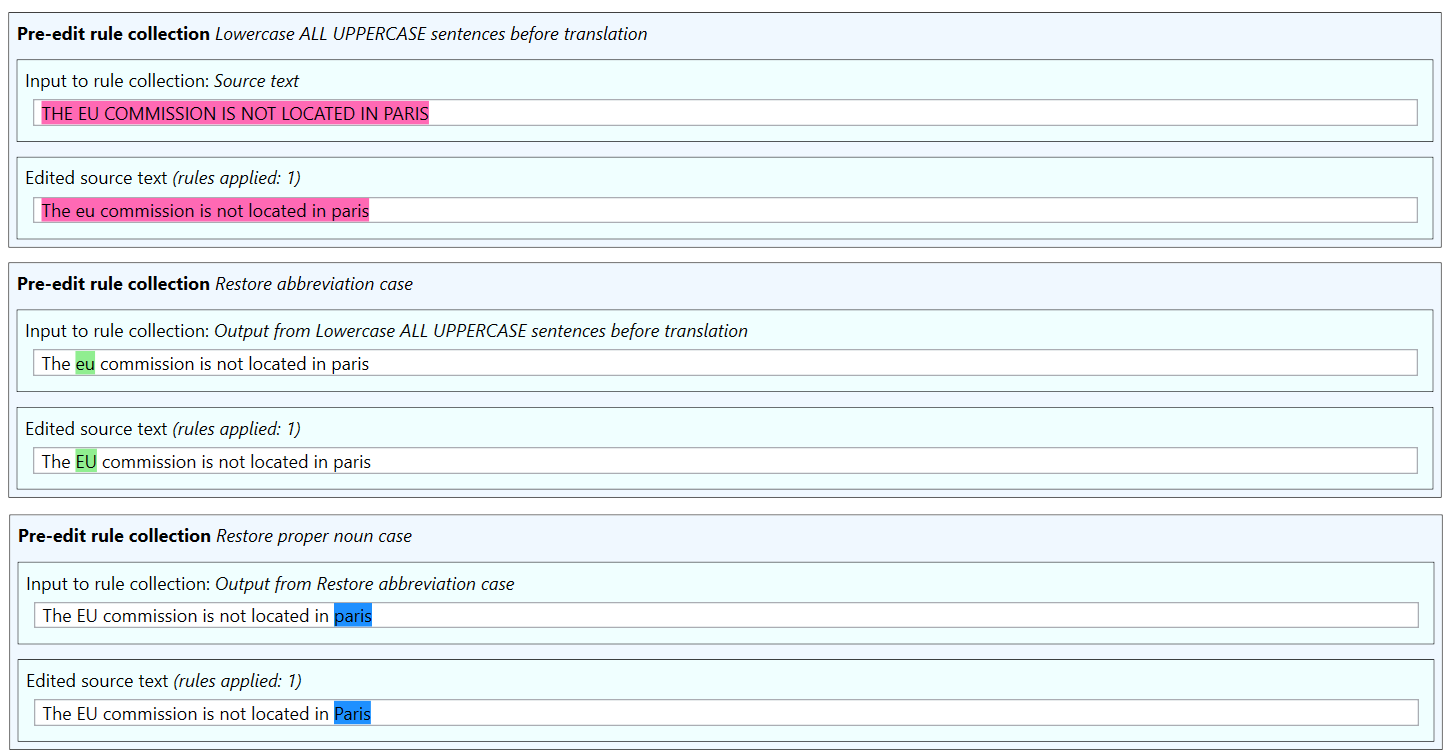 Pre-edit rule collection Lowercase ALL UPPERCASE sentences before translation
Input to rule collection: Source text
THE EU COMMISSION IS NOT LOCATED IN PARIS
Edited source text (rules applied: 1)
The eu commission is not located in paris
Pre-edit rule collection Restore abbreviation case
Input to rule collection: Output from Lowercase ALL UPPERCASE sentences before translation
The eu commission is not located in paris
Edited source text (rules applied: 1)
The EU commission is not located in paris
Pre-edit rule collection Restore proper noun case
Input to rule collection: Output from Restore abbreviation case
The EU commission is not located in paris
Edited source text (rules applied: 1)
The EU commission is not located in Paris